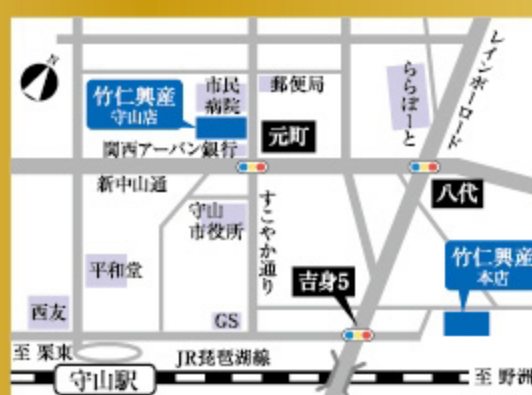 N
レインボーロード
ららぽーと
市民
病院
郵便局
竹仁興産
守山店
元町
関西アーバン銀行
新中山通
八代
すこやか通り
守山
市役所
竹仁興産
本店
平和堂
吉身5
西友
GS
至 栗東
JR琵琶湖線
守山駅
至 野洲